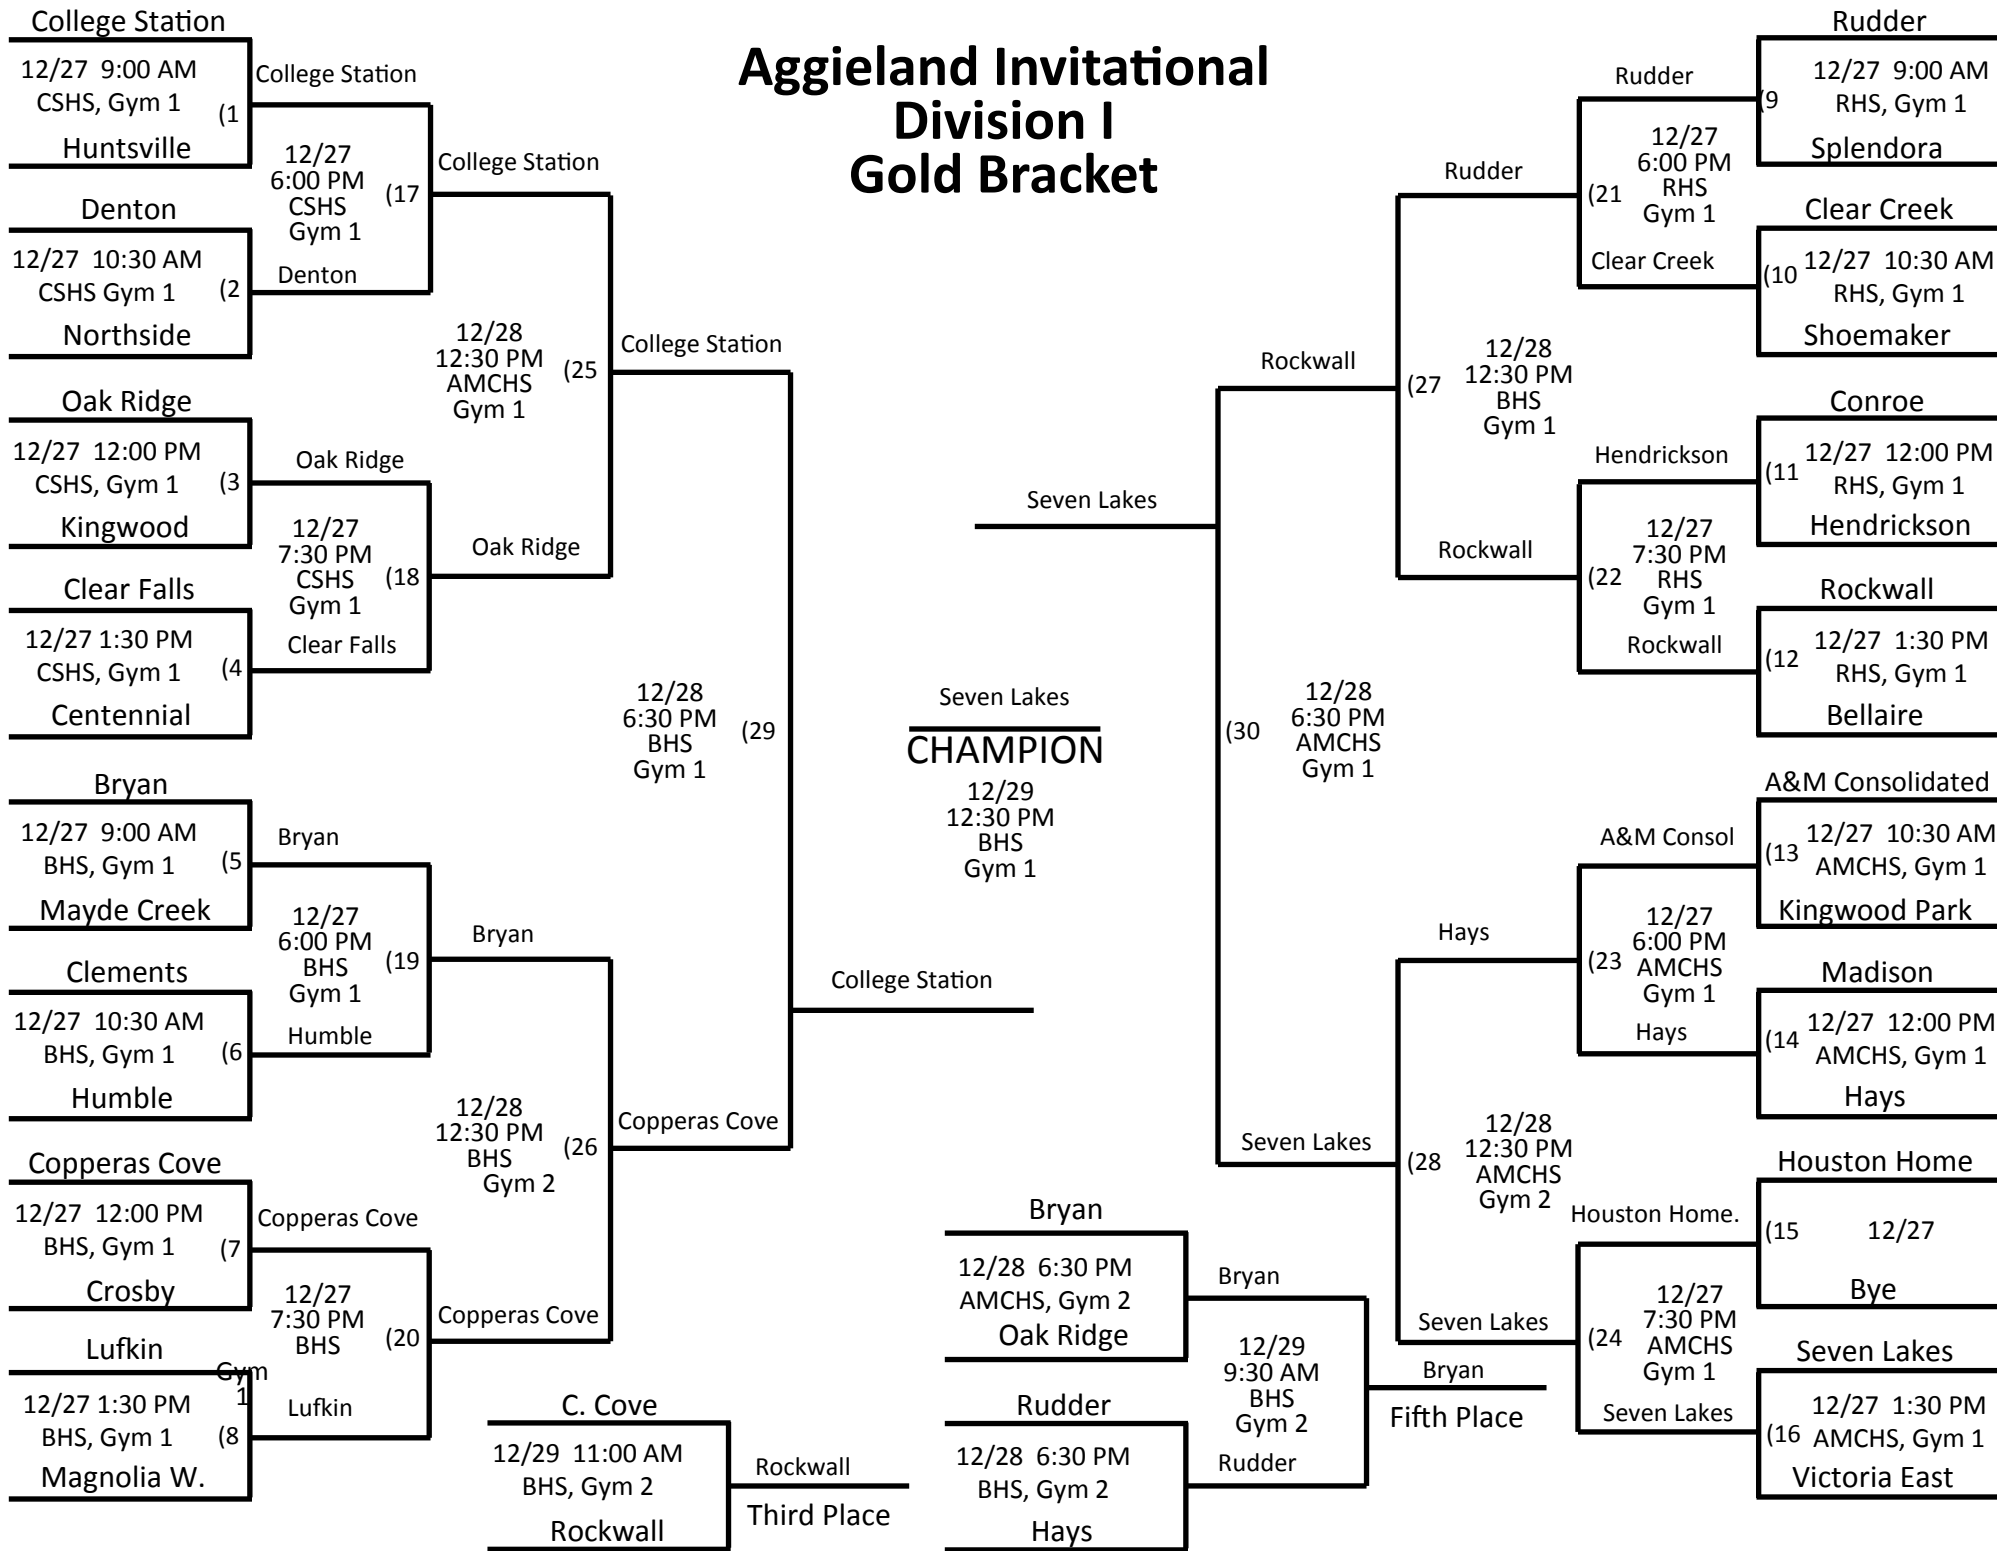 Aggieland Invitational
Division I
Gold Bracket
College Station
12/27 9:00 AM
CSHS, Gym 1
(1
Huntsville
College Station
Denton
12/27 10:30 AM
CSHS Gym 1
(2
Northside
Denton
12/27
6:00 PM
CSHS
Gym 1
(17
College Station
Oak Ridge
12/27 12:00 PM
CSHS, Gym 1
(3
Kingwood
Oak Ridge
Clear Falls
12/27 1:30 PM
CSHS, Gym 1
(4
Centennial
Clear Falls
12/27
7:30 PM
CSHS
Gym 1
(18
Oak Ridge
12/28
12:30 PM
AMCHS
Gym 1
(25
College Station
Bryan
12/27 9:00 AM
BHS, Gym 1
(5
Mayde Creek
Bryan
Clements
12/27 10:30 AM
BHS, Gym 1
(6
Humble
Humble
12/27
6:00 PM
BHS
Gym 1
(19
Bryan
Copperas Cove
12/27 12:00 PM
BHS, Gym 1
(7
Crosby
Copperas Cove
Lufkin
12/27 1:30 PM
BHS, Gym 1
(8
Magnolia W.
Lufkin
12/27
7:30 PM
BHS
Gym
1
(20
Copperas Cove
12/28
12:30 PM
BHS
Gym 2
(26
Copperas Cove
12/28
6:30 PM
BHS
Gym 1
(29
College Station
Seven Lakes
Seven Lakes
CHAMPION
12/29
12:30 PM
BHS
Gym 1
Rudder
12/27 9:00 AM
RHS, Gym 1
(9
Splendora
Rudder
Clear Creek
12/27 10:30 AM
RHS, Gym 1
(10
Shoemaker
Clear Creek
12/27
6:00 PM
RHS
Gym 1
(21
Rudder
Conroe
12/27 12:00 PM
RHS, Gym 1
(11
Hendrickson
Hendrickson
Rockwall
12/27 1:30 PM
RHS, Gym 1
(12
Bellaire
Rockwall
12/27
7:30 PM
RHS
Gym 1
(22
Rockwall
12/28
12:30 PM
BHS
Gym 1
(27
Rockwall
A&M Consolidated
12/27 10:30 AM
AMCHS, Gym 1
(13
Kingwood Park
A&M Consol
Madison
12/27 12:00 PM
AMCHS, Gym 1
(14
Hays
Hays
12/27
6:00 PM
AMCHS
Gym 1
(23
Hays
Houston Home
12/27
(15
Bye
Houston Home.
Seven Lakes
12/27 1:30 PM
AMCHS, Gym 1
(16
Victoria East
Seven Lakes
12/27
7:30 PM
AMCHS
Gym 1
(24
Seven Lakes
12/28
12:30 PM
AMCHS
Gym 2
(28
Seven Lakes
12/28
6:30 PM
AMCHS
Gym 1
(30
C. Cove
12/29 11:00 AM
BHS, Gym 2
Rockwall
Rockwall
Third Place
Bryan
12/28 6:30 PM
AMCHS, Gym 2
Oak Ridge
Bryan
Rudder
12/28 6:30 PM
BHS, Gym 2
Hays
Rudder
12/29
9:30 AM
BHS
Gym 2
Bryan
Fifth Place